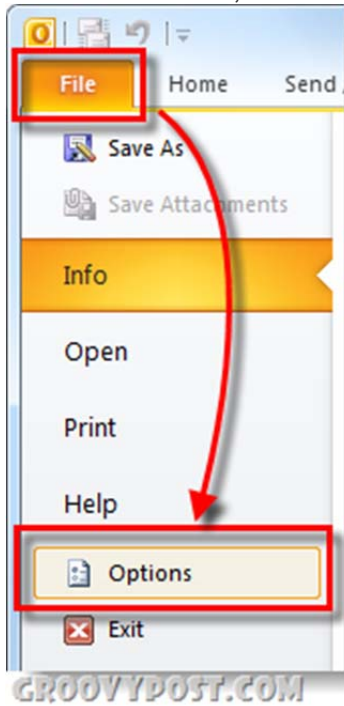 File Home Send
Save As
Save Attachments
Info
Open
Print
Help
Options
Exit
GROOVYPOST.COM